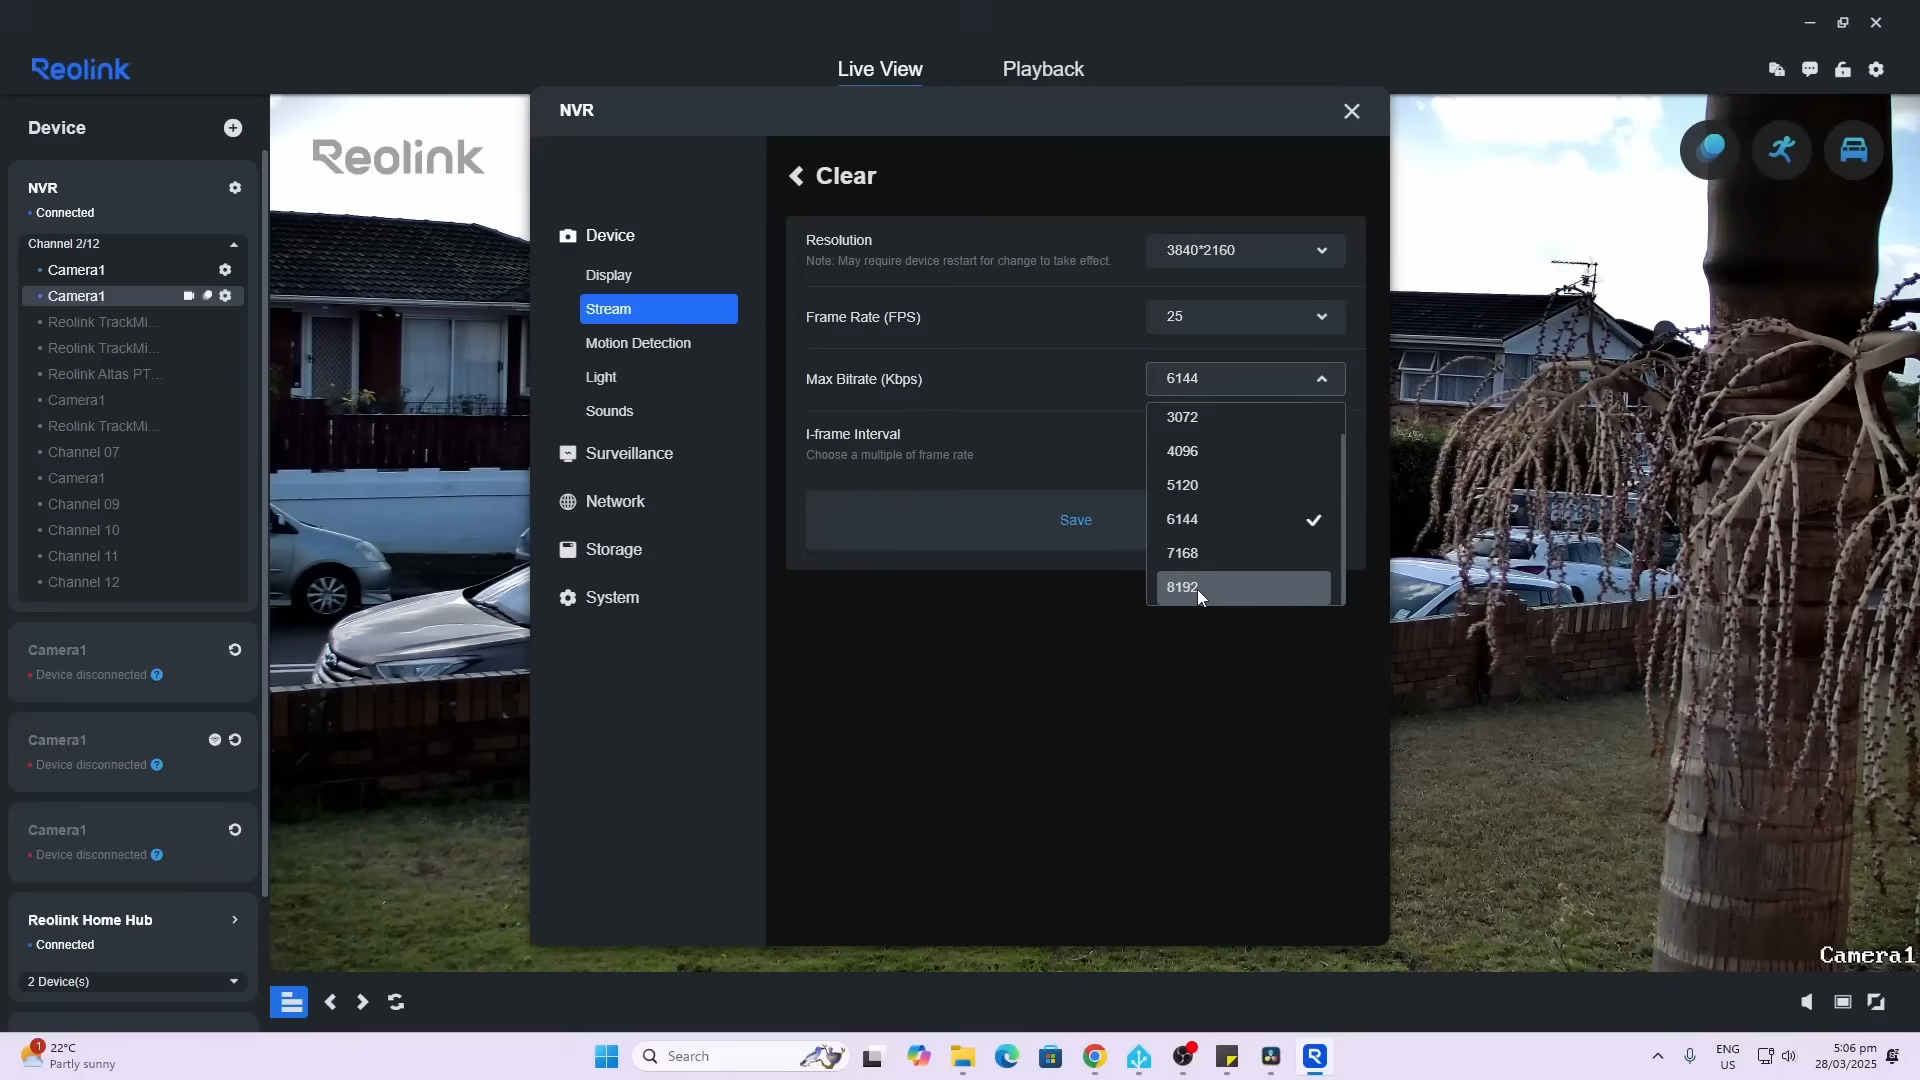 Reolink
Live View
Playback
Device
NVR
Connected
Channel 2/12
Camera1
Camera1
Reolink TrackMi...
Reolink TrackMi...
Reolink Altas PT...
Camera1
Reolink TrackMi...
Channel 07
Camera1
Channel 09
Channel 10
Channel 11
Channel 12
Camera1
Device disconnected ?
Camera1
Device disconnected ?
Camera1
Device disconnected ?
Reolink Home Hub
Connected
2 Device(s)
Reolink
NVR
Device
Display
Stream
Motion Detection
Light
Sounds
Surveillance
Network
Storage
System
Clear
Resolution
3840*2160
Note: May require device restart for change to take effect.
Frame Rate (FPS)
25
Max Bitrate (Kbps)
6144
3072
4096
5120
6144
7168
8192
I-frame Interval
Choose a multiple of frame rate
Save
Camera1
1
22°C
Partly sunny
Search
ENG
US
5:06 pm
28/03/2025